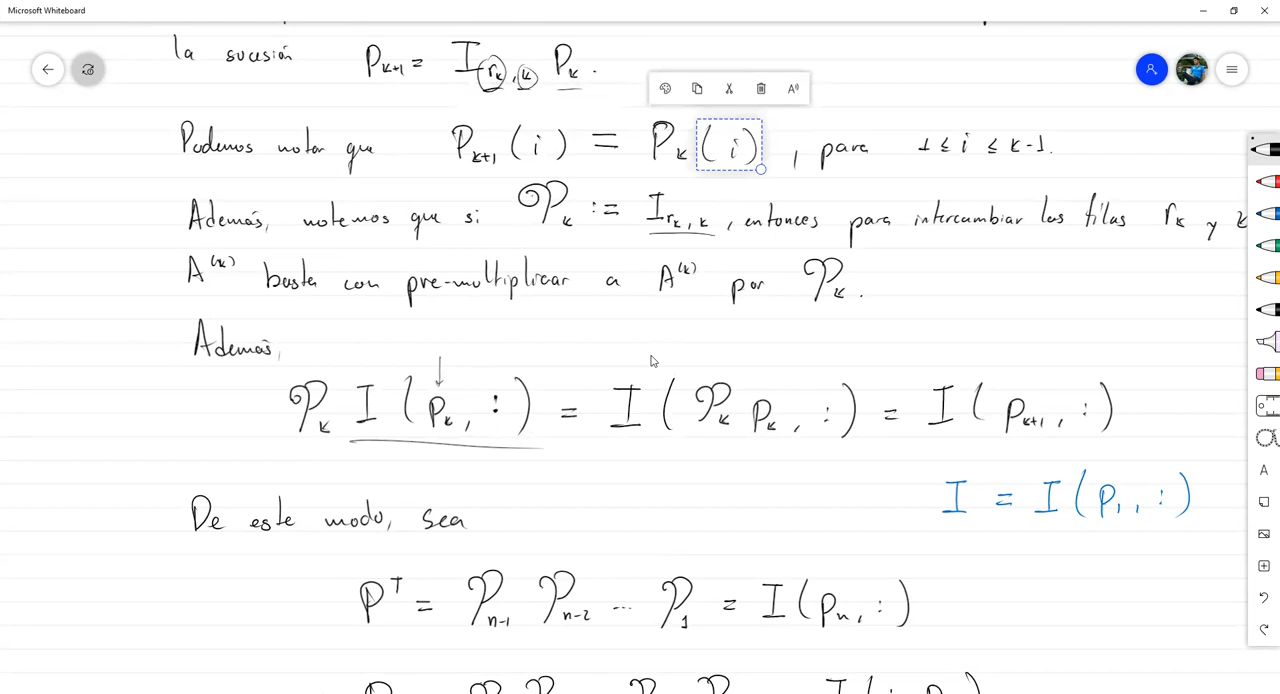 Microsoft Whiteboard
la sucesión P_{k+1} = I_{r_k, k} P_k.
Podemos notar que P_{k+1}(i) = P_k(i), para 1 ≤ i ≤ k-1.
Además, notemos que si 𝒫_k := I_{r_k, k}, entonces para intercambiar las filas r_k y k
A^{(k)} basta con pre-multiplicar a A^{(k)} por 𝒫_k.
Además,
𝒫_k I(p_k, :) = I(𝒫_k p_k, :) = I(p_{k+1}, :)
I = I(p_1, :)
De este modo, sea
P^T = 𝒫_{n-1} 𝒫_{n-2} ... 𝒫_1 = I(p_n, :)